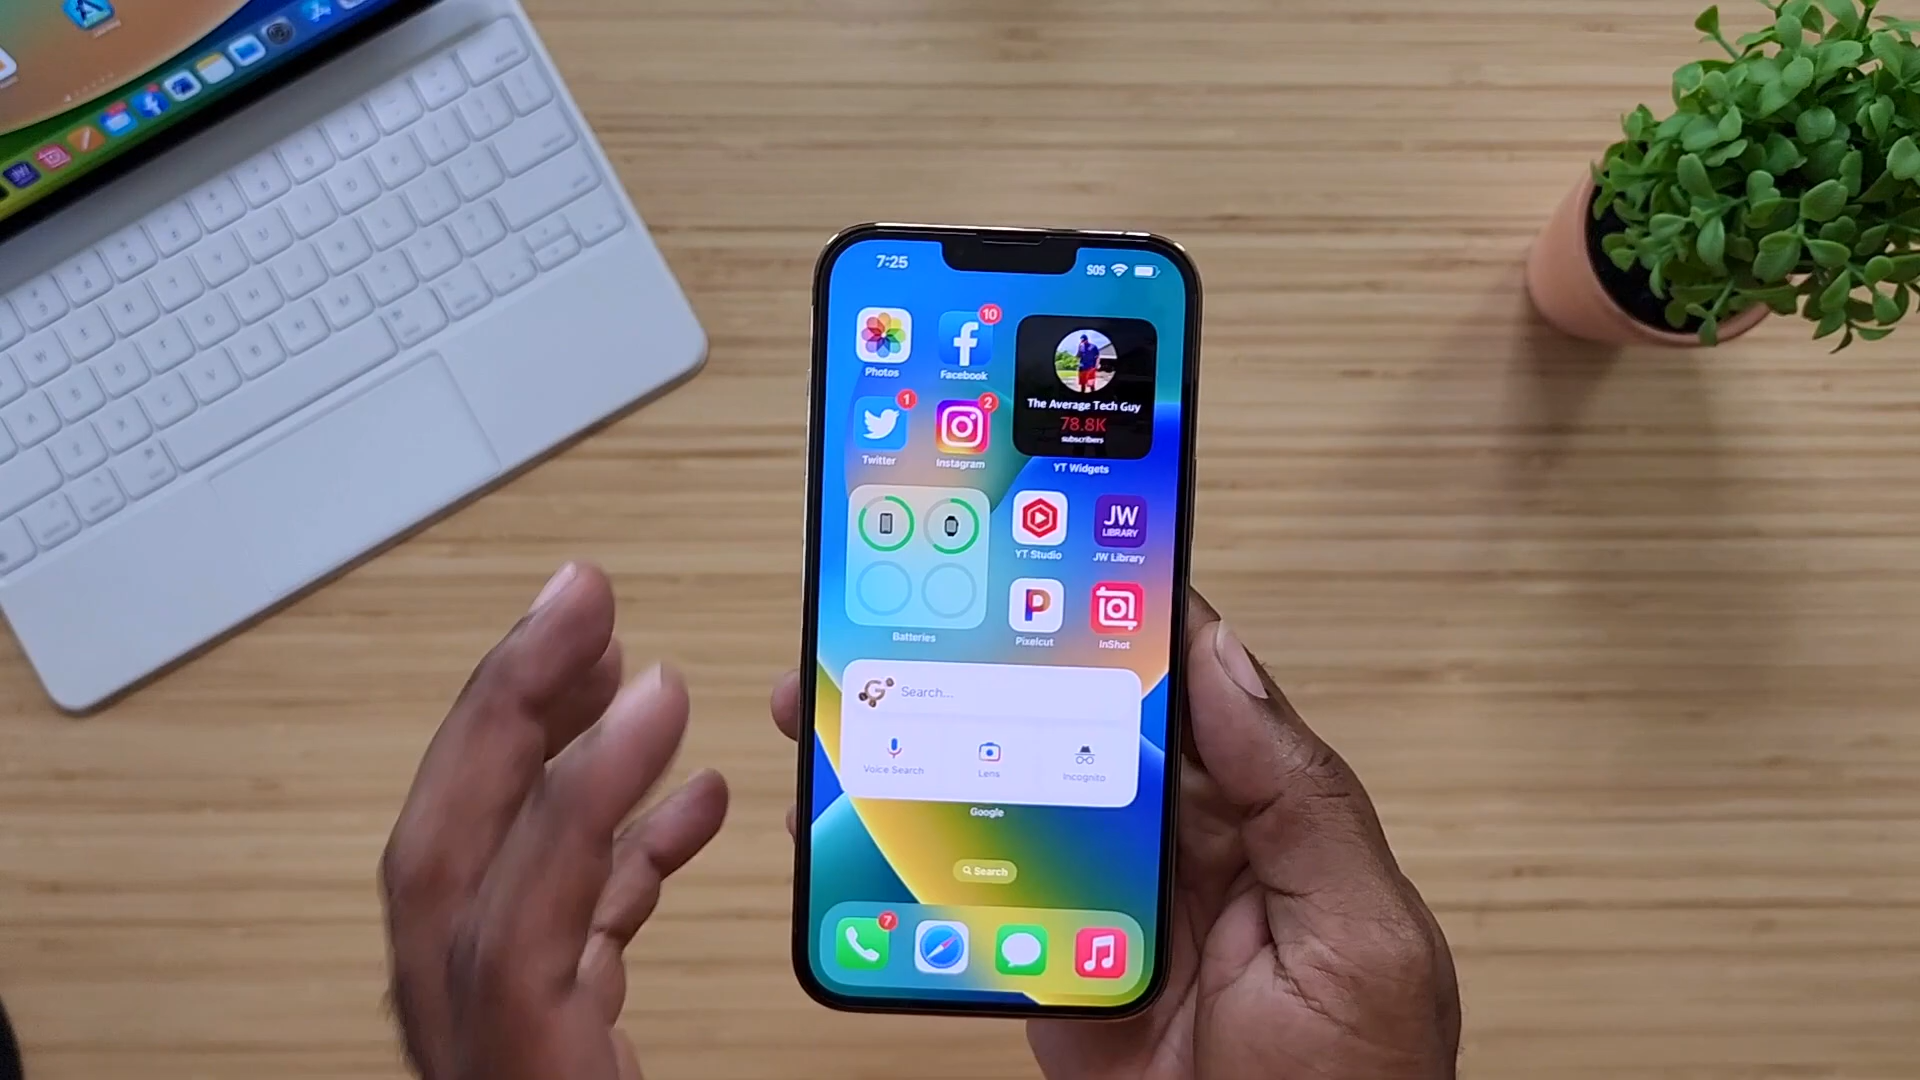 7:25
SOS
10
Photos
Facebook
1
2
Twitter
Instagram
The Average Tech Guy
78.8K
subscribers
YT Widgets
JW
LIBRARY
YT Studio
JW Library
P
Pixelcut
InShot
Batteries
G
Search...
Voice Search
Lens
Incognito
Google
Search
7